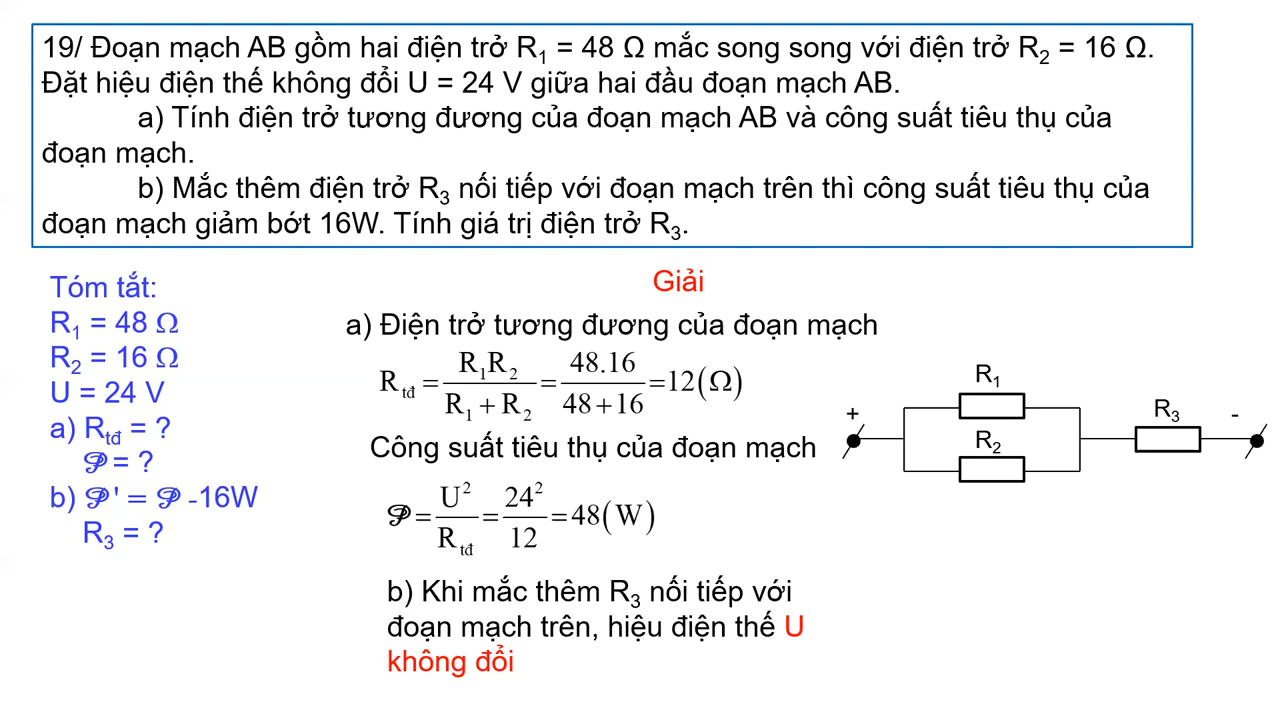 19/ Đoạn mạch AB gồm hai điện trở R₁ = 48 Ω mắc song song với điện trở R₂ = 16 Ω.
Đặt hiệu điện thế không đổi U = 24 V giữa hai đầu đoạn mạch AB.
a) Tính điện trở tương đương của đoạn mạch AB và công suất tiêu thụ của
đoạn mạch.
b) Mắc thêm điện trở R₃ nối tiếp với đoạn mạch trên thì công suất tiêu thụ của
đoạn mạch giảm bớt 16W. Tính giá trị điện trở R₃.
Tóm tắt:
R₁ = 48 Ω
R₂ = 16 Ω
U = 24 V
a) Rtđ = ?
𝒫 = ?
b) 𝒫' = 𝒫 -16W
R₃ = ?
Giải
a) Điện trở tương đương của đoạn mạch
Rtđ = R₁R₂ / (R₁ + R₂) = 48.16 / (48 + 16) = 12(Ω)
Công suất tiêu thụ của đoạn mạch
𝒫 = U² / Rtđ = 24² / 12 = 48(W)
b) Khi mắc thêm R₃ nối tiếp với
đoạn mạch trên, hiệu điện thế U
không đổi
R₁
+
R₂
R₃
-